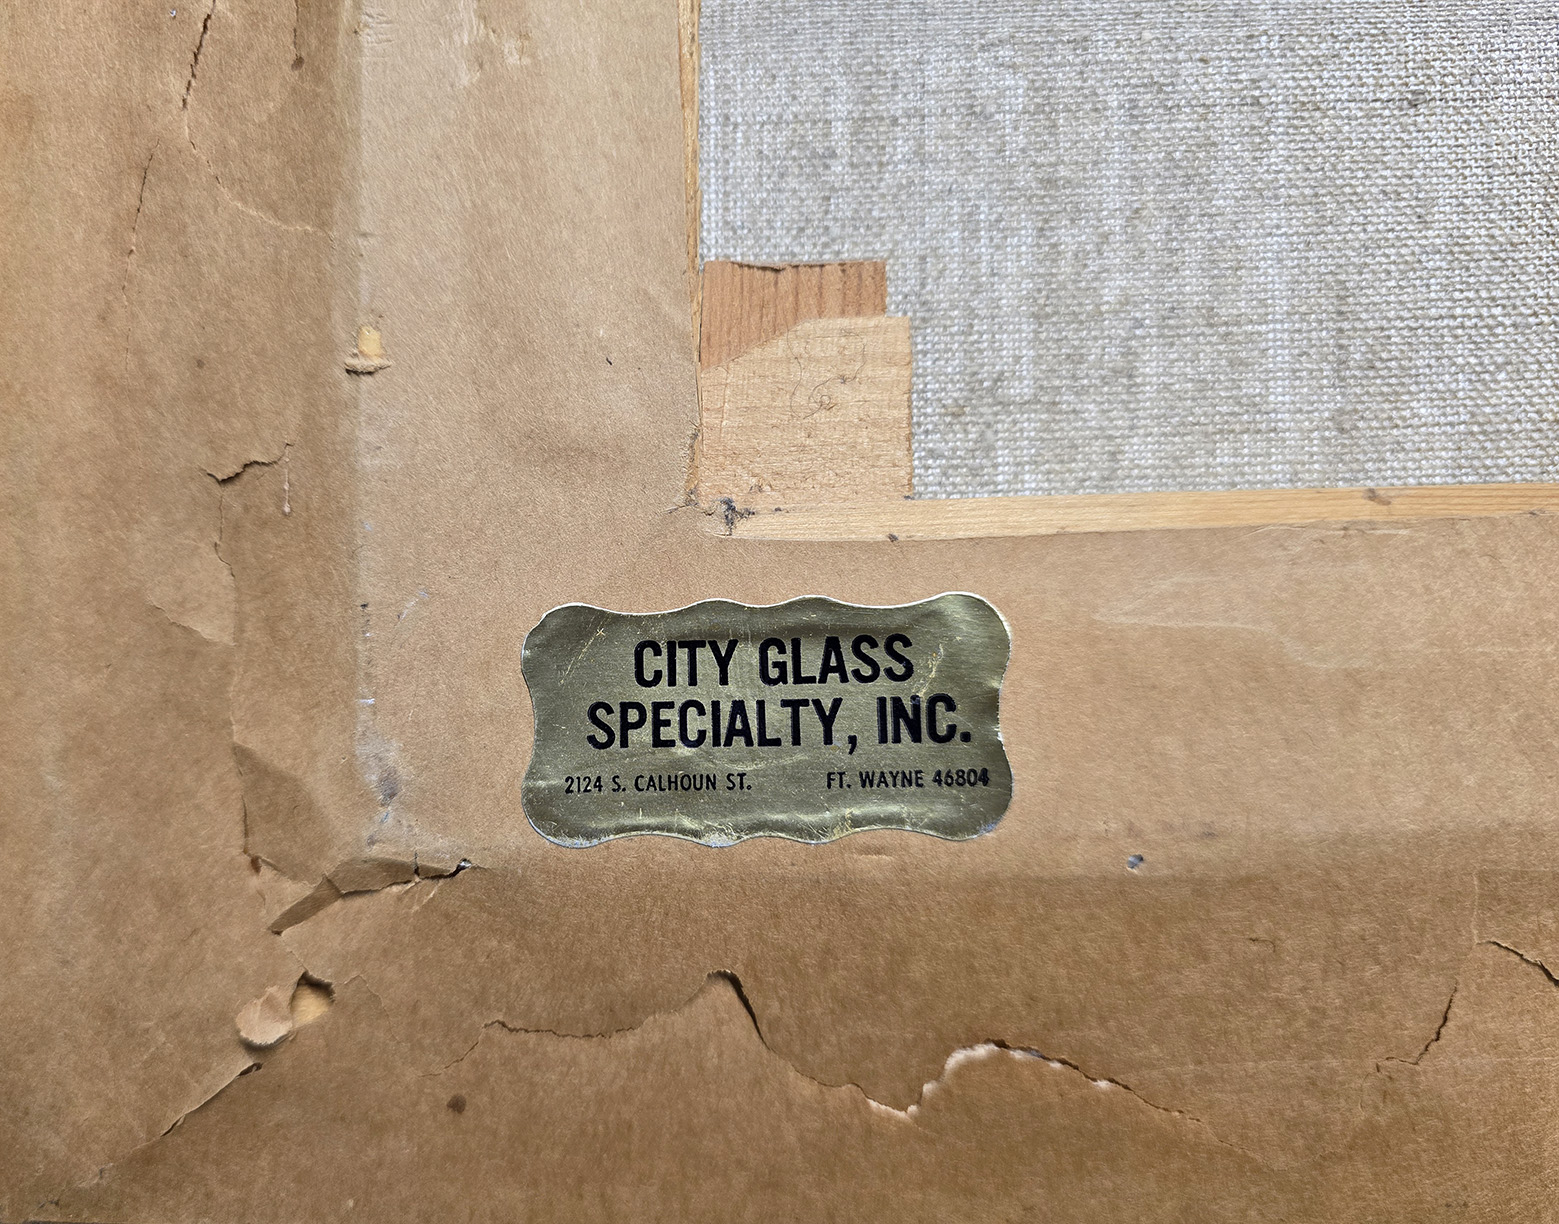 CITY GLASS
SPECIALTY, INC.
2124 S. CALHOUN ST. FT. WAYNE 46804